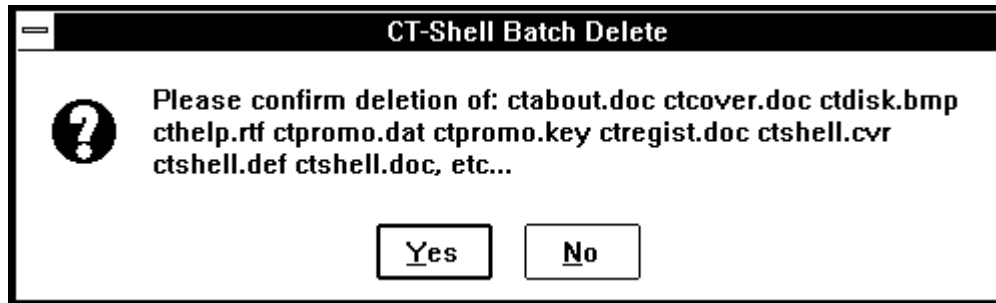 CT-Shell Batch Delete
Please confirm deletion of: ctabout.doc ctcover.doc ctdisk.bmp
cthelp.rtf ctpromo.dat ctpromo.key ctregist.doc ctshell.cvr
ctshell.def ctshell.doc, etc...
Yes No